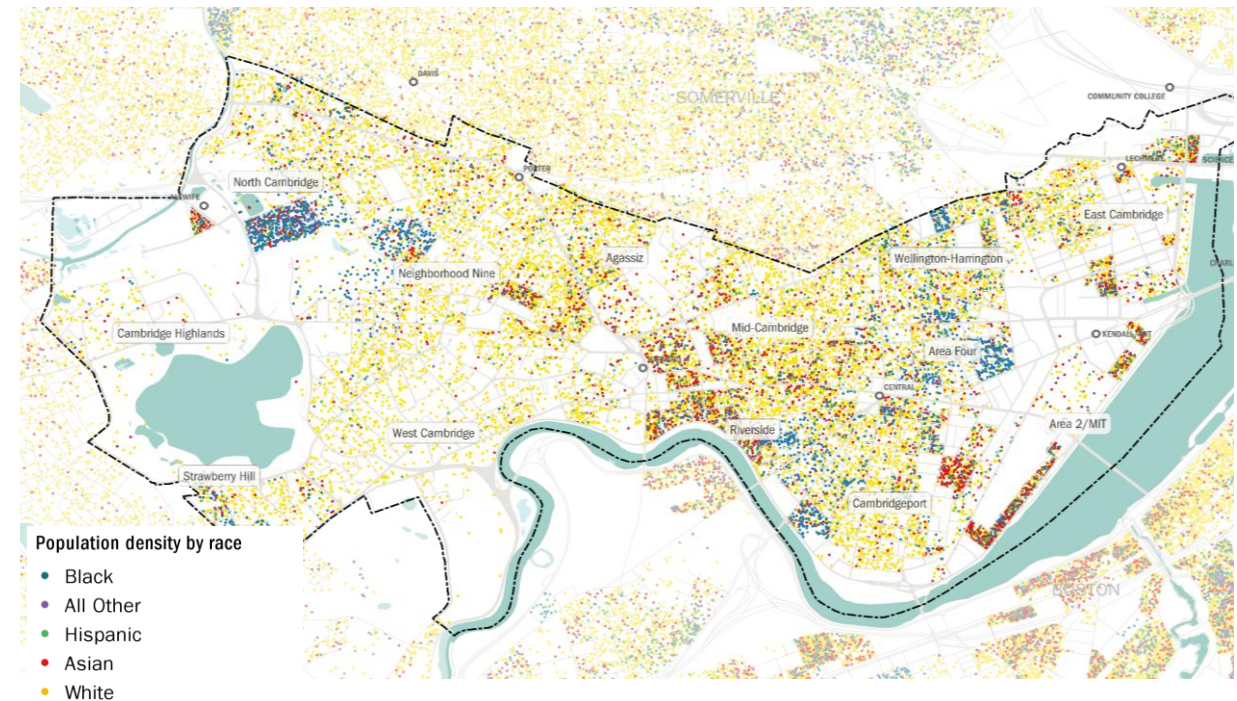 DAVIS
SOMERVILLE
COMMUNITY COLLEGE
PORTER
LECHMERE
SCIENCE
North Cambridge
ALEWIFE
East Cambridge
Agassiz
Wellington-Harrington
Neighborhood Nine
Cambridge Highlands
Mid-Cambridge
KENDALL/MIT
Area Four
CENTRAL
West Cambridge
Riverside
Area 2/MIT
Strawberry Hill
Cambridgeport
BOSTON
Population density by race
Black
All Other
Hispanic
Asian
White